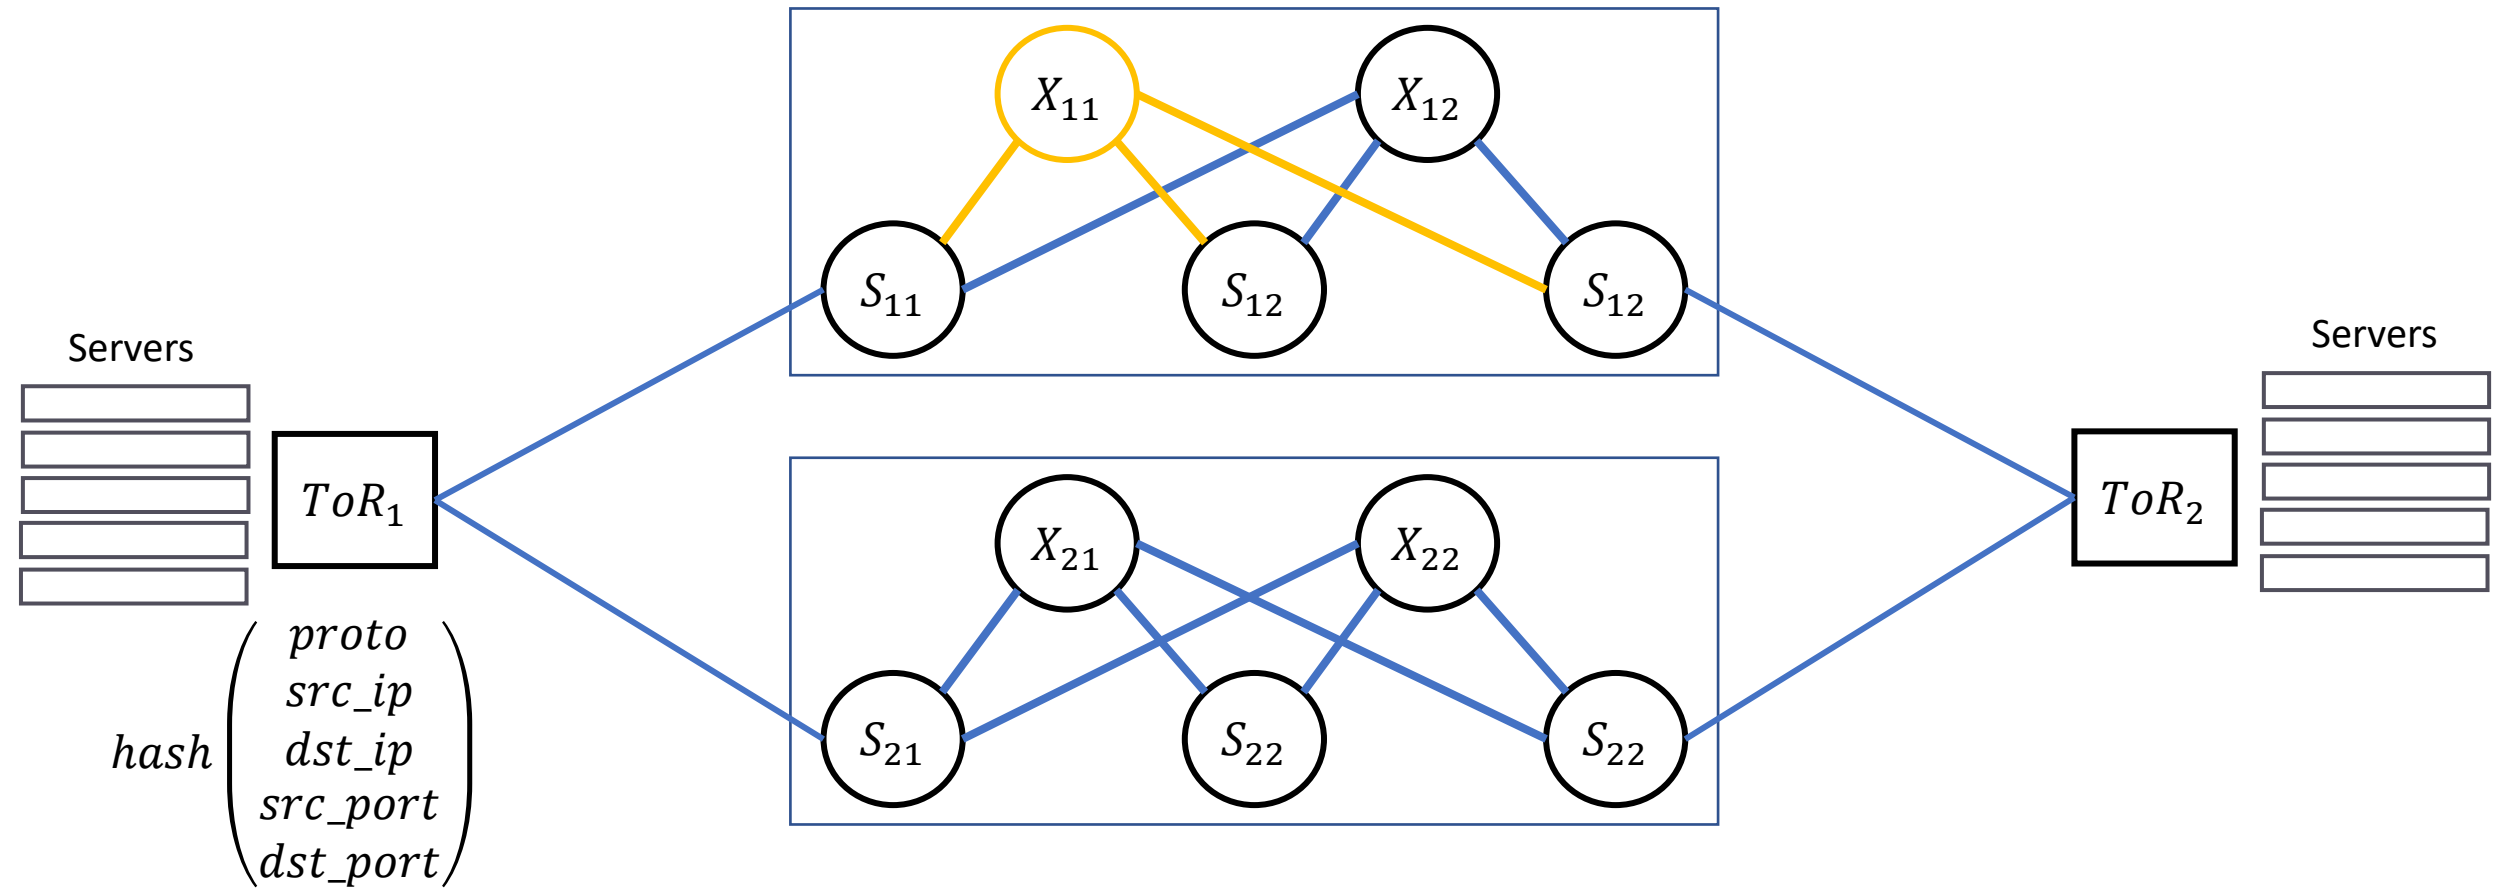 X₁₁
X₁₂
S₁₁
S₁₂
S₁₂
Servers
Servers
ToR₁
ToR₂
X₂₁
X₂₂
S₂₁
S₂₂
S₂₂
hash
proto
src_ip
dst_ip
src_port
dst_port